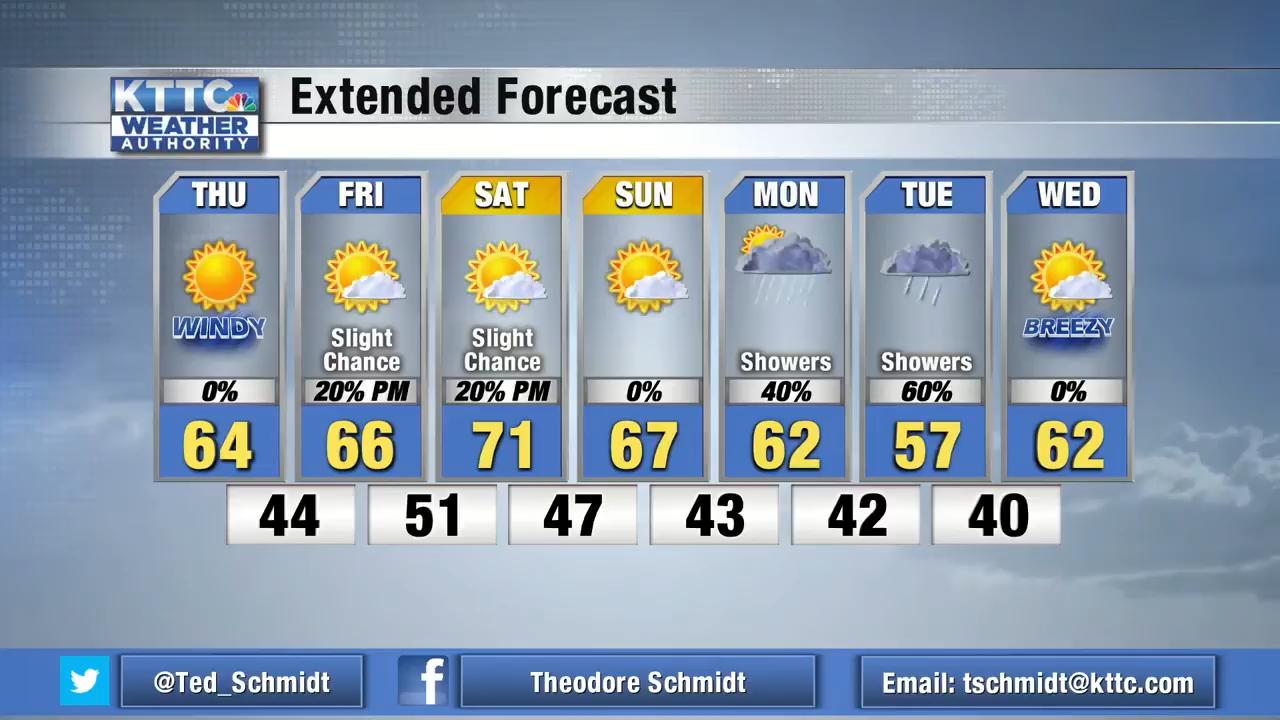 KTTC
WEATHER
AUTHORITY
Extended Forecast
THU FRI SAT SUN MON TUE WED
WINDY BREEZY
Slight Slight
Chance Chance Showers Showers
0% 20% PM 20% PM 0% 40% 60% 0%
64 66 71 67 62 57 62
44 51 47 43 42 40
@Ted_Schmidt Theodore Schmidt Email: tschmidt@kttc.com